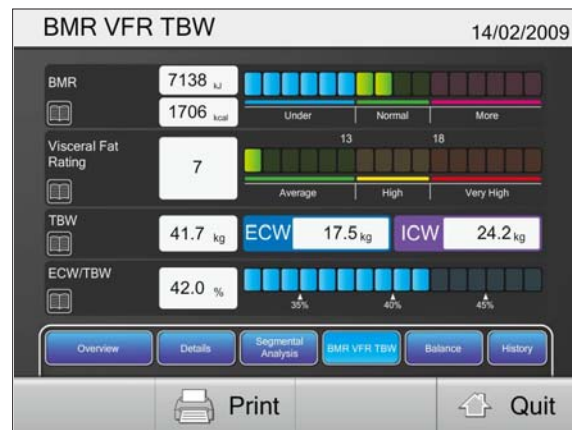 BMR VFR TBW
14/02/2009
BMR
7138 kJ
1706 kcal
Under Normal More
Visceral Fat
Rating
7
13 18
Average High Very High
TBW
41.7 kg
ECW 17.5 kg
ICW 24.2 kg
ECW/TBW
42.0 %
35% 40% 45%
Overview
Details
Segmental
Analysis
BMR VFR TBW
Balance
History
Print
Quit